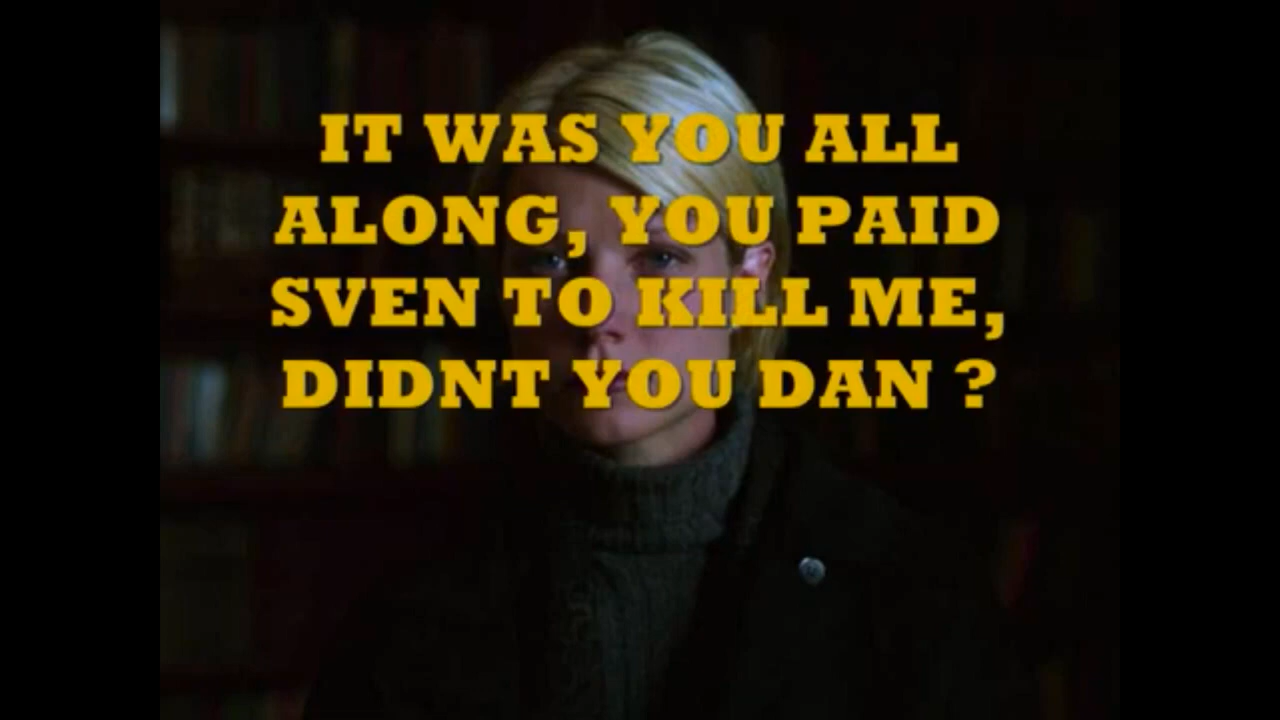 IT WAS YOU ALL
ALONG, YOU PAID
SVEN TO KILL ME,
DIDNT YOU DAN ?